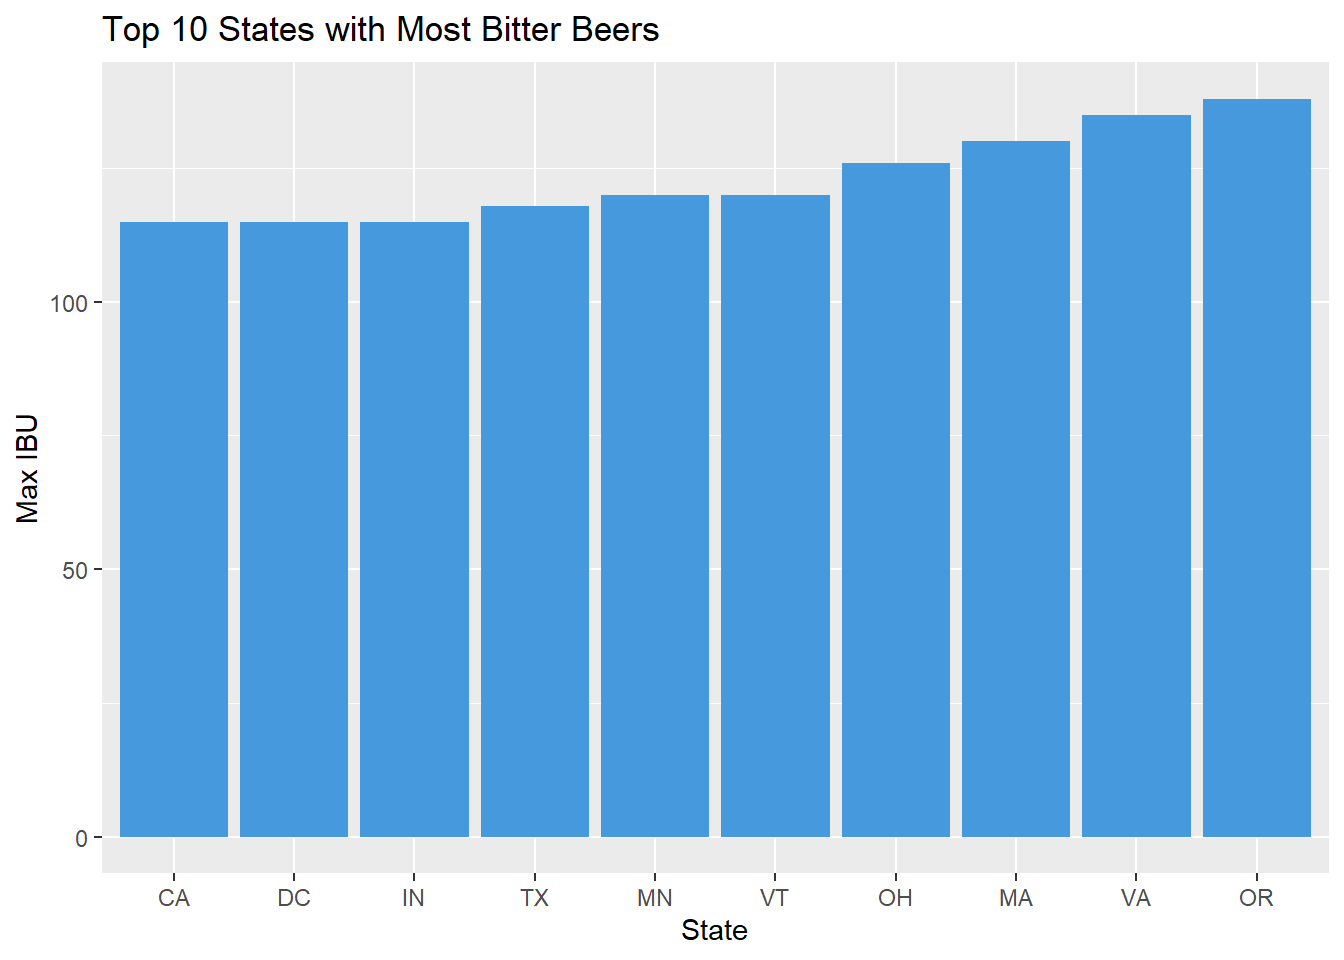 Top 10 States with Most Bitter Beers
Max IBU
100
50
0
CA DC IN TX MN VT OH MA VA OR
State